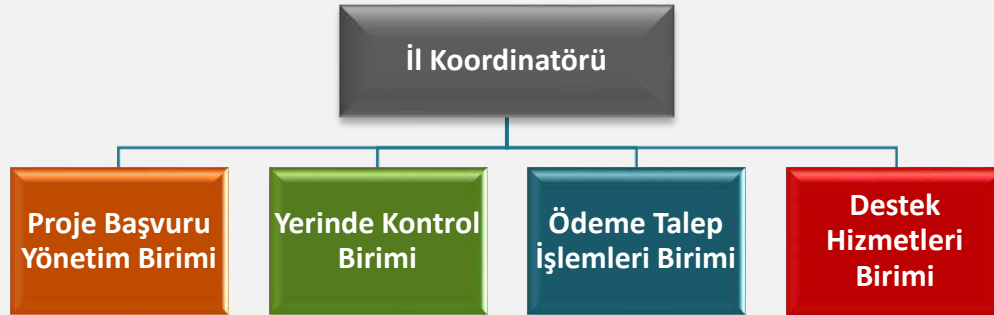 İl Koordinatörü
Proje Başvuru
Yönetim Birimi
Yerinde Kontrol
Birimi
Ödeme Talep
İşlemleri Birimi
Destek
Hizmetleri
Birimi